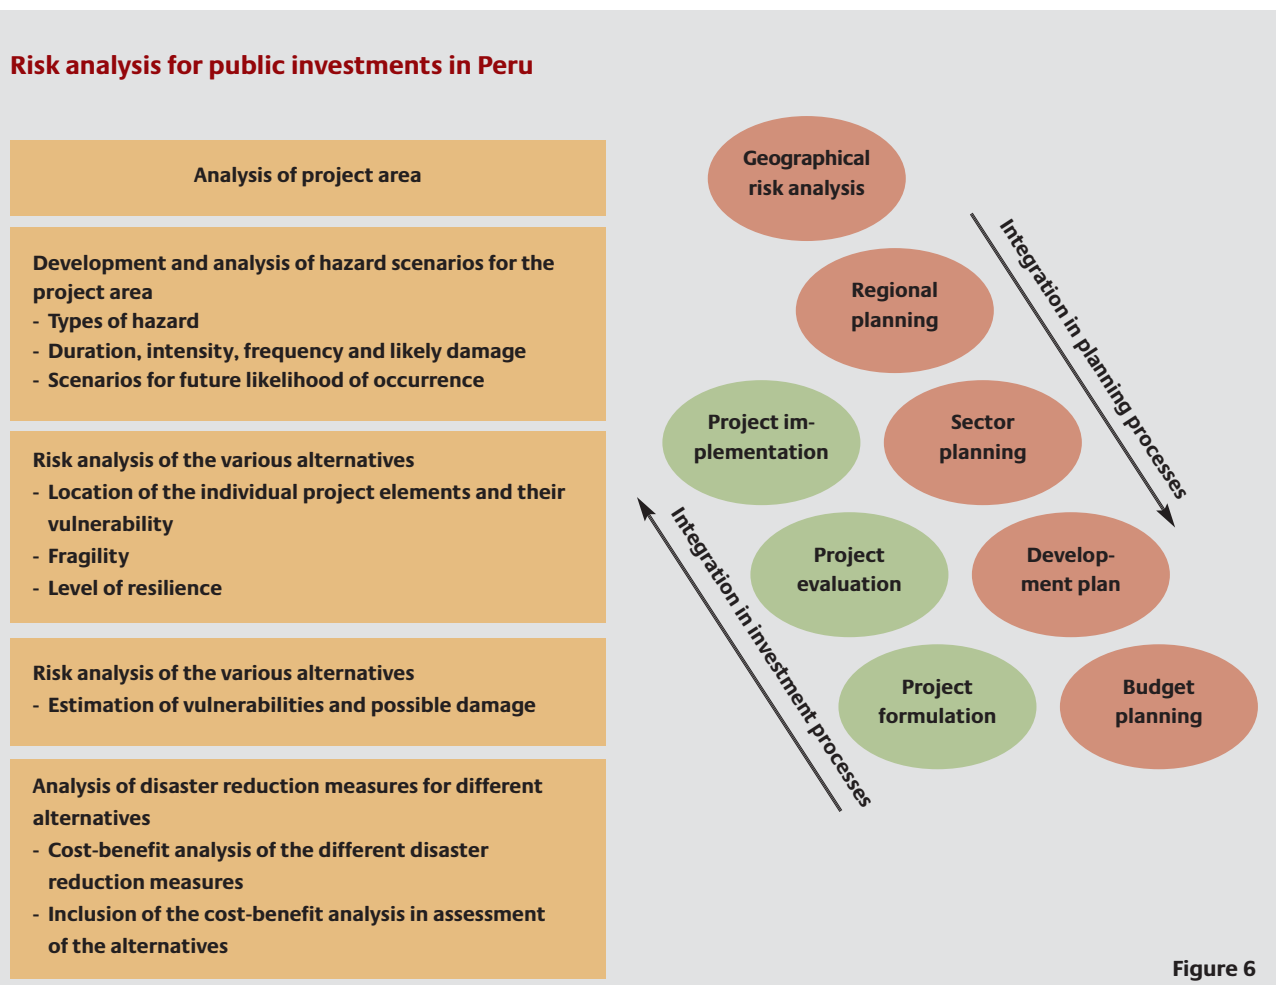 Risk analysis for public investments in Peru
Analysis of project area
Development and analysis of hazard scenarios for the
project area
- Types of hazard
- Duration, intensity, frequency and likely damage
- Scenarios for future likelihood of occurrence
Risk analysis of the various alternatives
- Location of the individual project elements and their
vulnerability
- Fragility
- Level of resilience
Risk analysis of the various alternatives
- Estimation of vulnerabilities and possible damage
Analysis of disaster reduction measures for different
alternatives
- Cost-benefit analysis of the different disaster
reduction measures
- Inclusion of the cost-benefit analysis in assessment
of the alternatives
Geographical
risk analysis
Regional
planning
Sector
planning
Develop-
ment plan
Budget
planning
Integration in planning processes
Project im-
plementation
Project
evaluation
Project
formulation
Integration in investment processes
Figure 6